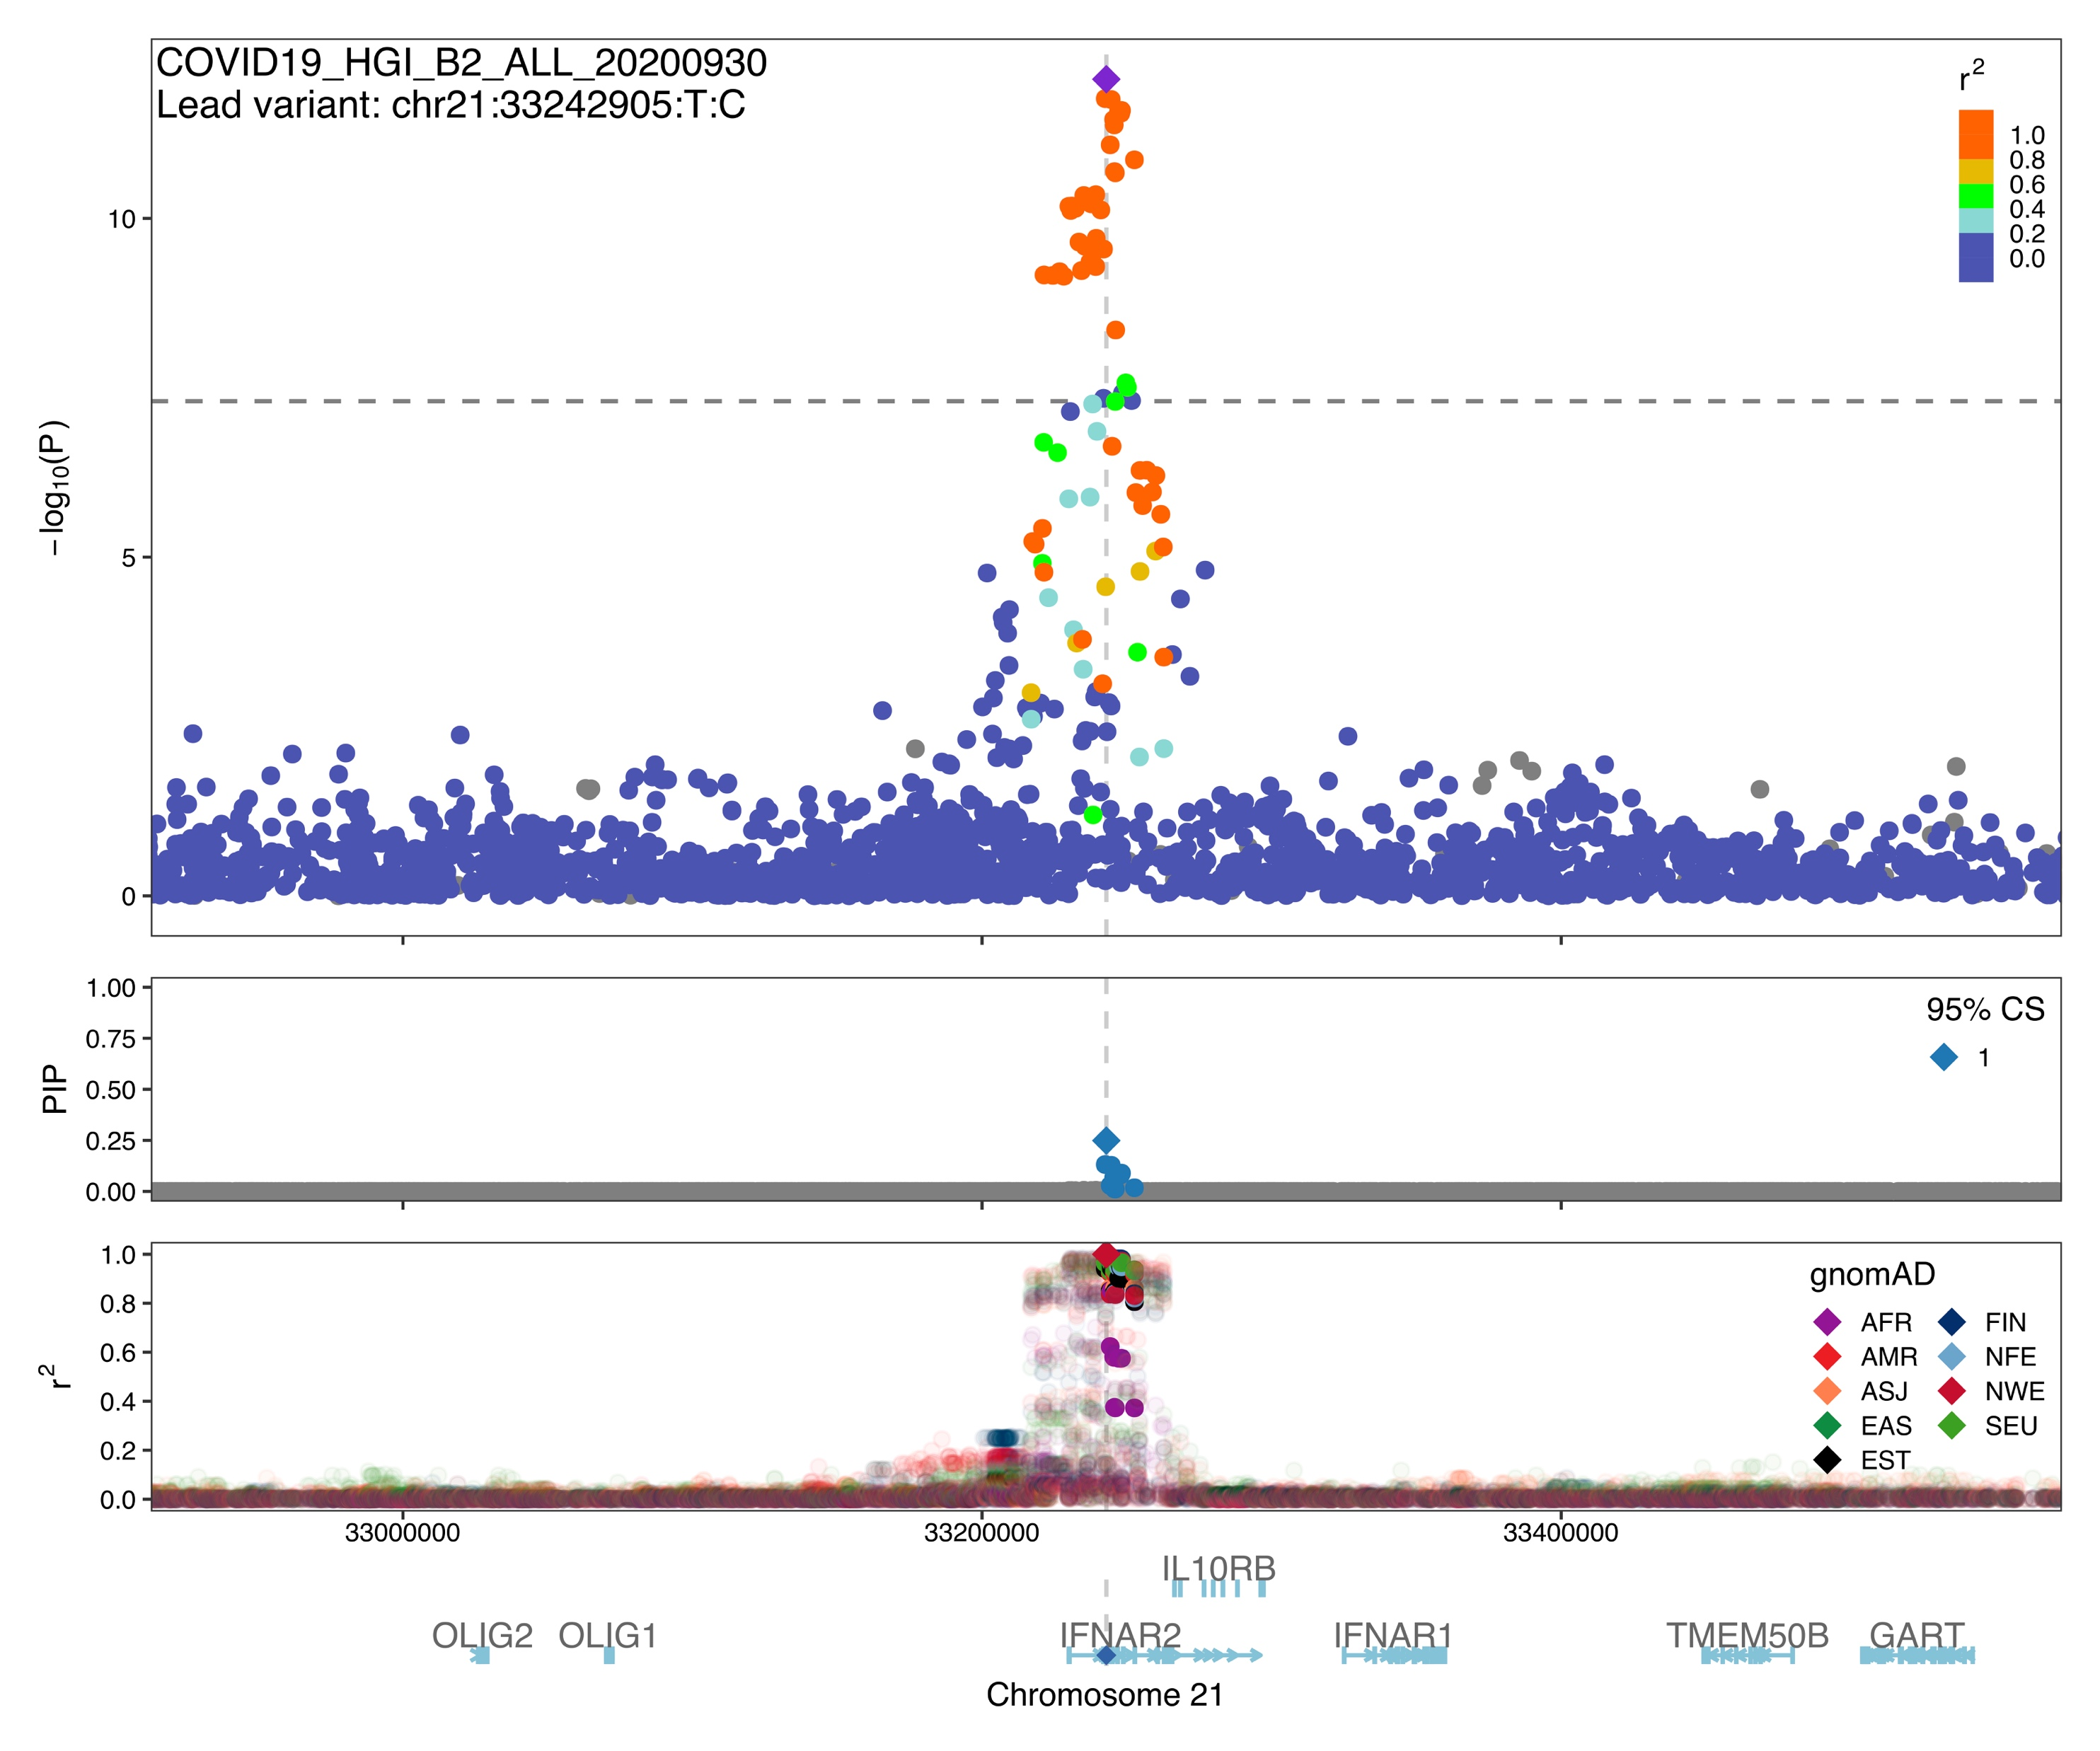 COVID19_HGI_B2_ALL_20200930
Lead variant: chr21:33242905:T:C
r²
1.0
0.8
0.6
0.4
0.2
0.0
10
5
0
−log₁₀(P)
1.00
0.75
0.50
0.25
0.00
PIP
95% CS
1
1.0
0.8
0.6
0.4
0.2
0.0
r²
gnomAD
AFR FIN
AMR NFE
ASJ NWE
EAS SEU
EST
33000000 33200000 33400000
IL10RB
OLIG2 OLIG1 IFNAR2 IFNAR1 TMEM50B GART
Chromosome 21